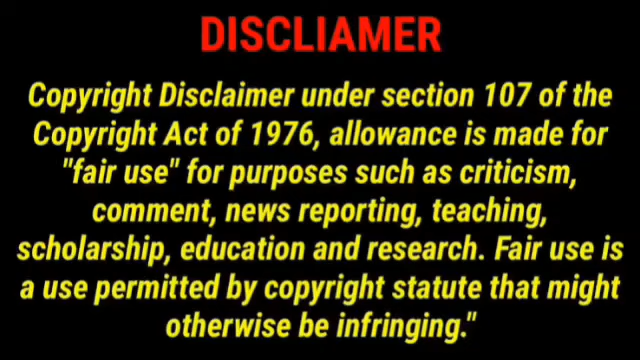 DISCLIAMER
Copyright Disclaimer under section 107 of the
Copyright Act of 1976, allowance is made for
"fair use" for purposes such as criticism,
comment, news reporting, teaching,
scholarship, education and research. Fair use is
a use permitted by copyright statute that might
otherwise be infringing."